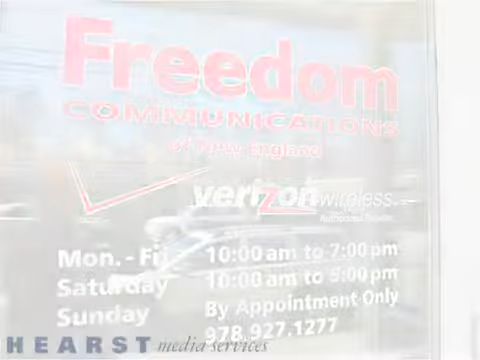 Freedom
COMMUNICATIONS
of New England
verizon wireless
Authorized Retailer
Mon. - Fri 10:00 am to 7:00 pm
Saturday 10:00 am to 5:00 pm
Sunday By Appointment Only
978.927.1277
HEARST media services